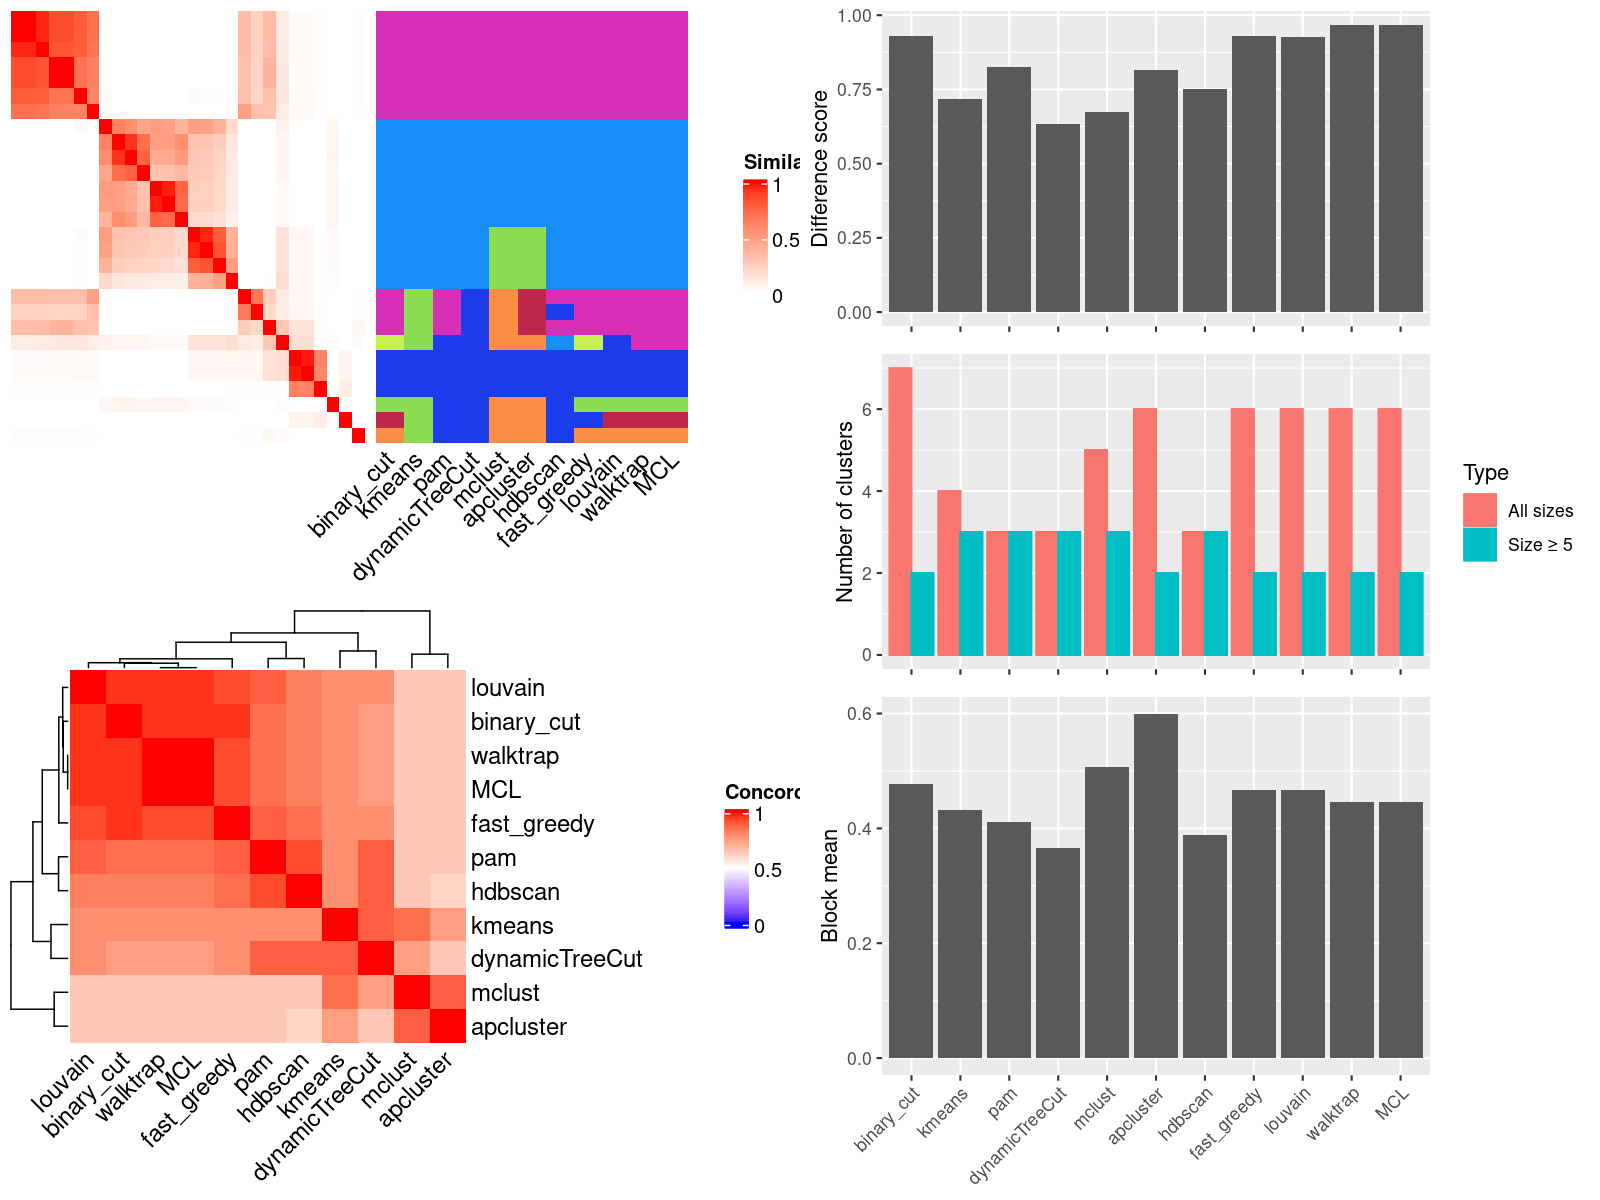 Simila
1
0.5
0
binary_cut
kmeans
pam
dynamicTreeCut
mclust
apcluster
hdbscan
fast_greedy
louvain
walktrap
MCL
louvain
binary_cut
walktrap
MCL
fast_greedy
pam
hdbscan
kmeans
dynamicTreeCut
mclust
apcluster
louvain
binary_cut
walktrap
MCL
fast_greedy
pam
hdbscan
kmeans
dynamicTreeCut
mclust
apcluster
Concord
1
0.5
0
Difference score
1.00
0.75
0.50
0.25
0.00
Number of clusters
6
4
2
0
Type
All sizes
Size ≥ 5
Block mean
0.6
0.4
0.2
0.0
binary_cut
kmeans
pam
dynamicTreeCut
mclust
apcluster
hdbscan
fast_greedy
louvain
walktrap
MCL